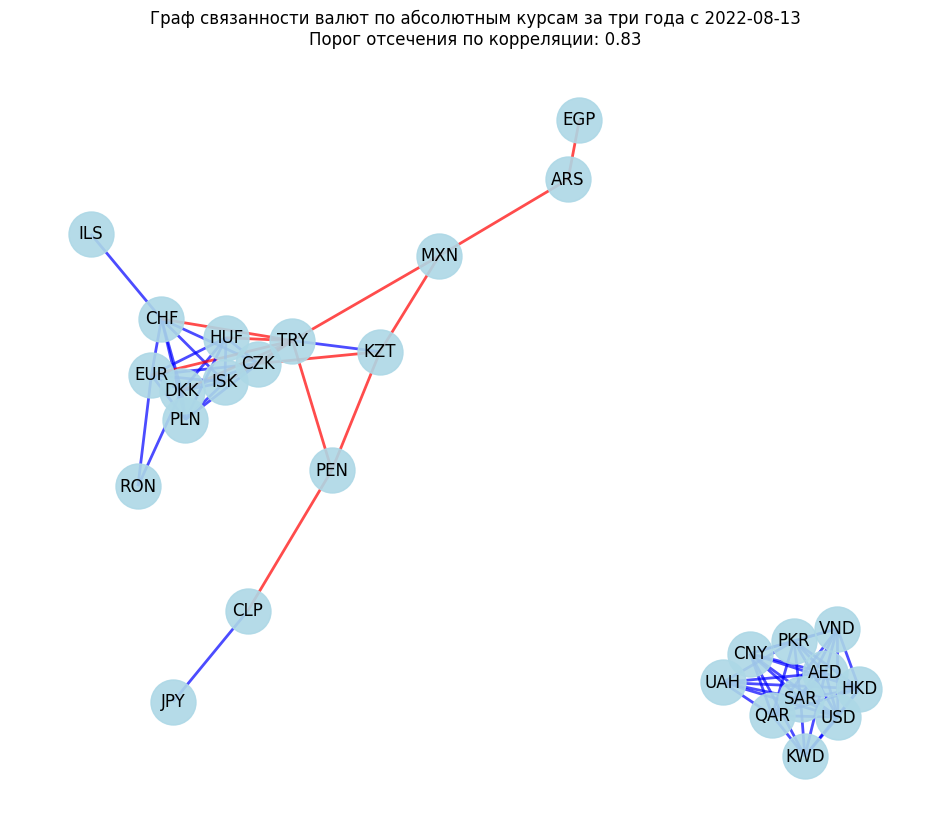 Граф связанности валют по абсолютным курсам за три года с 2022-08-13
Порог отсечения по корреляции: 0.83
EGP
ARS
ILS
MXN
CHF
HUF
TRY
KZT
CZK
EUR
ISK
DKK
PLN
PEN
RON
CLP
VND
PKR
CNY
AED
UAH
HKD
SAR
JPY
QAR
USD
KWD